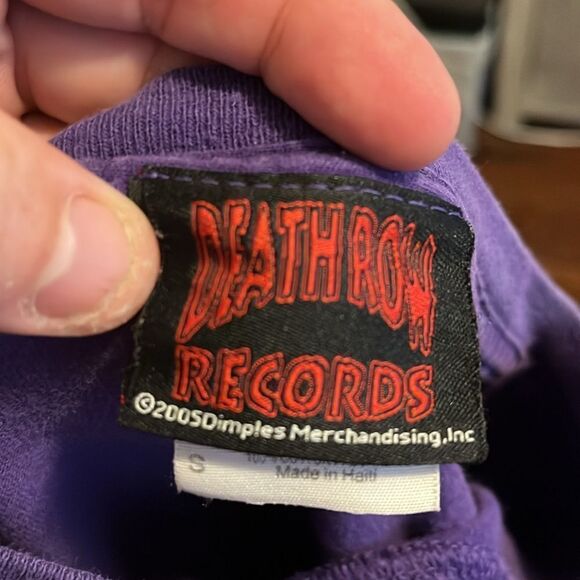 DEATH ROW
RECORDS
©2005Dimples Merchandising,Inc
S
Made in Haiti